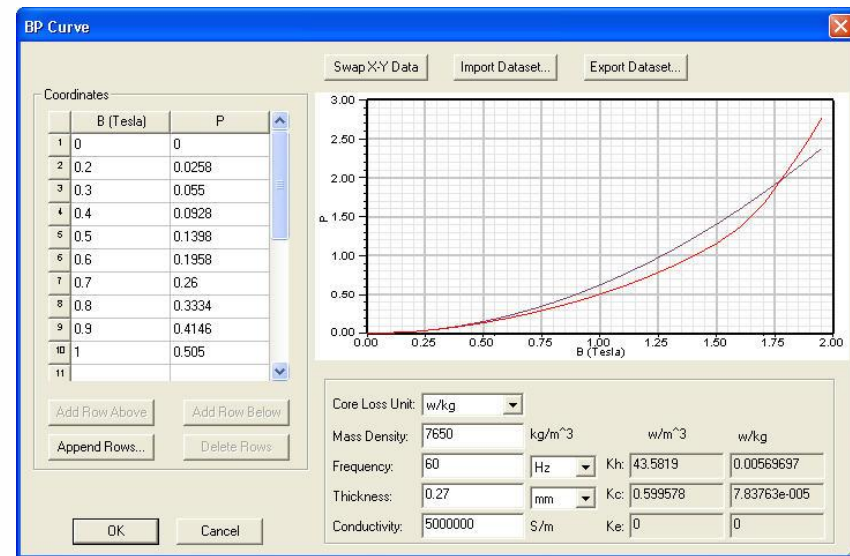 BP Curve
Swap X-Y Data Import Dataset... Export Dataset...
Coordinates
B (Tesla) P
1 0 0
2 0.2 0.0258
3 0.3 0.055
4 0.4 0.0928
5 0.5 0.1398
6 0.6 0.1958
7 0.7 0.26
8 0.8 0.3334
9 0.9 0.4146
10 1 0.505
11
Add Row Above Add Row Below
Append Rows... Delete Rows
OK Cancel
3.00
2.50
2.00
P
1.50
1.00
0.50
0.00
0.00 0.25 0.50 0.75 1.00 1.25 1.50 1.75 2.00
B (Tesla)
Core Loss Unit: w/kg
Mass Density: 7650 kg/m^3 w/m^3 w/kg
Frequency: 60 Hz Kh: 43.5819 0.00569697
Thickness: 0.27 mm Kc: 0.599578 7.83763e-005
Conductivity: 5000000 S/m Ke: 0 0